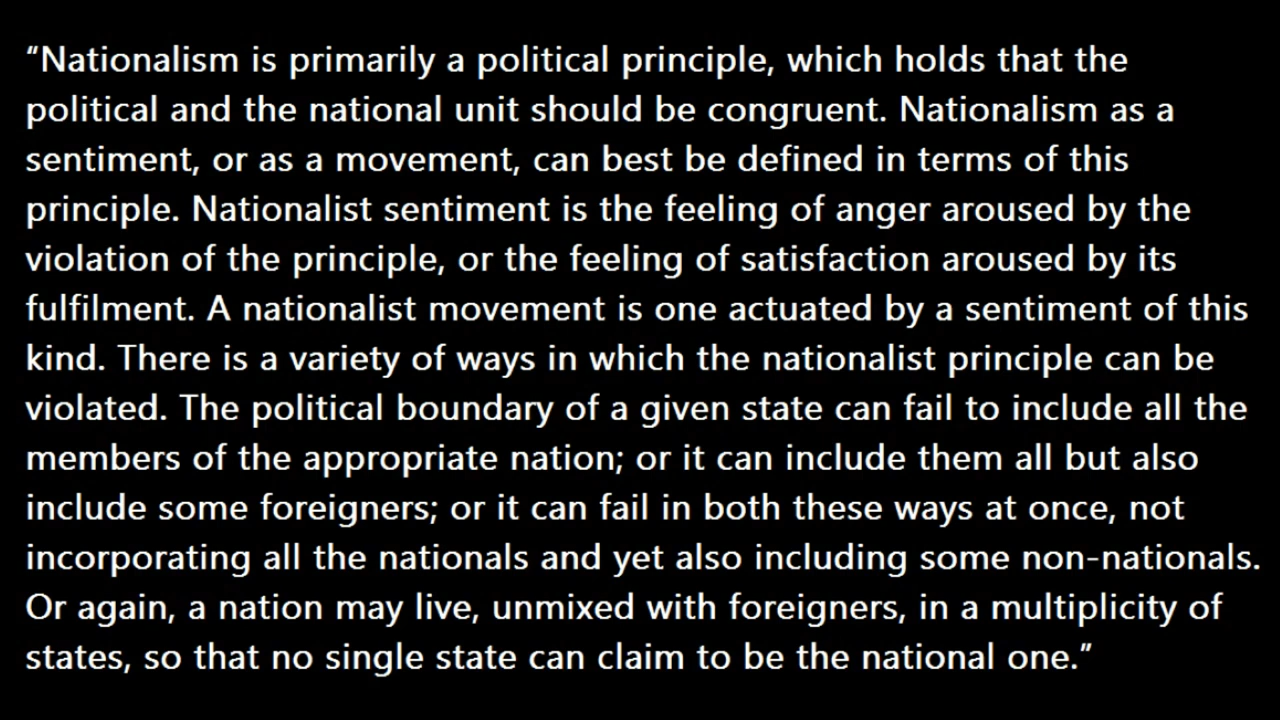 “Nationalism is primarily a political principle, which holds that the
political and the national unit should be congruent. Nationalism as a
sentiment, or as a movement, can best be defined in terms of this
principle. Nationalist sentiment is the feeling of anger aroused by the
violation of the principle, or the feeling of satisfaction aroused by its
fulfilment. A nationalist movement is one actuated by a sentiment of this
kind. There is a variety of ways in which the nationalist principle can be
violated. The political boundary of a given state can fail to include all the
members of the appropriate nation; or it can include them all but also
include some foreigners; or it can fail in both these ways at once, not
incorporating all the nationals and yet also including some non-nationals.
Or again, a nation may live, unmixed with foreigners, in a multiplicity of
states, so that no single state can claim to be the national one.”